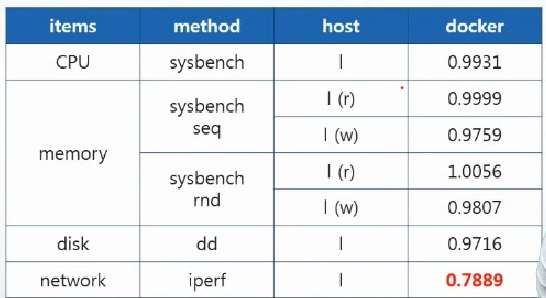 items method host docker
CPU sysbench 1 0.9931
memory sysbench seq 1 (r) 0.9999
1 (w) 0.9759
sysbench rnd 1 (r) 1.0056
1 (w) 0.9807
disk dd 1 0.9716
network iperf 1 0.7889